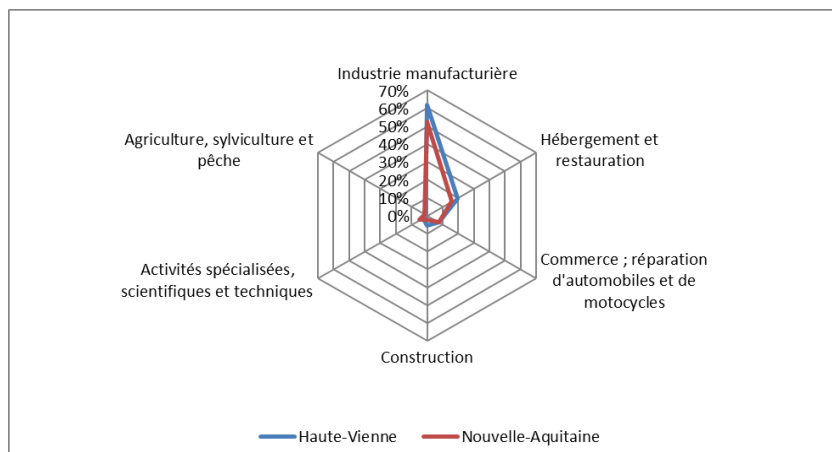 Industrie manufacturière
70%
60%
50%
40%
30%
20%
10%
0%
Hébergement et
restauration
Commerce ; réparation
d'automobiles et de
motocycles
Construction
Activités spécialisées,
scientifiques et techniques
Agriculture, sylviculture et
pêche
Haute-Vienne
Nouvelle-Aquitaine